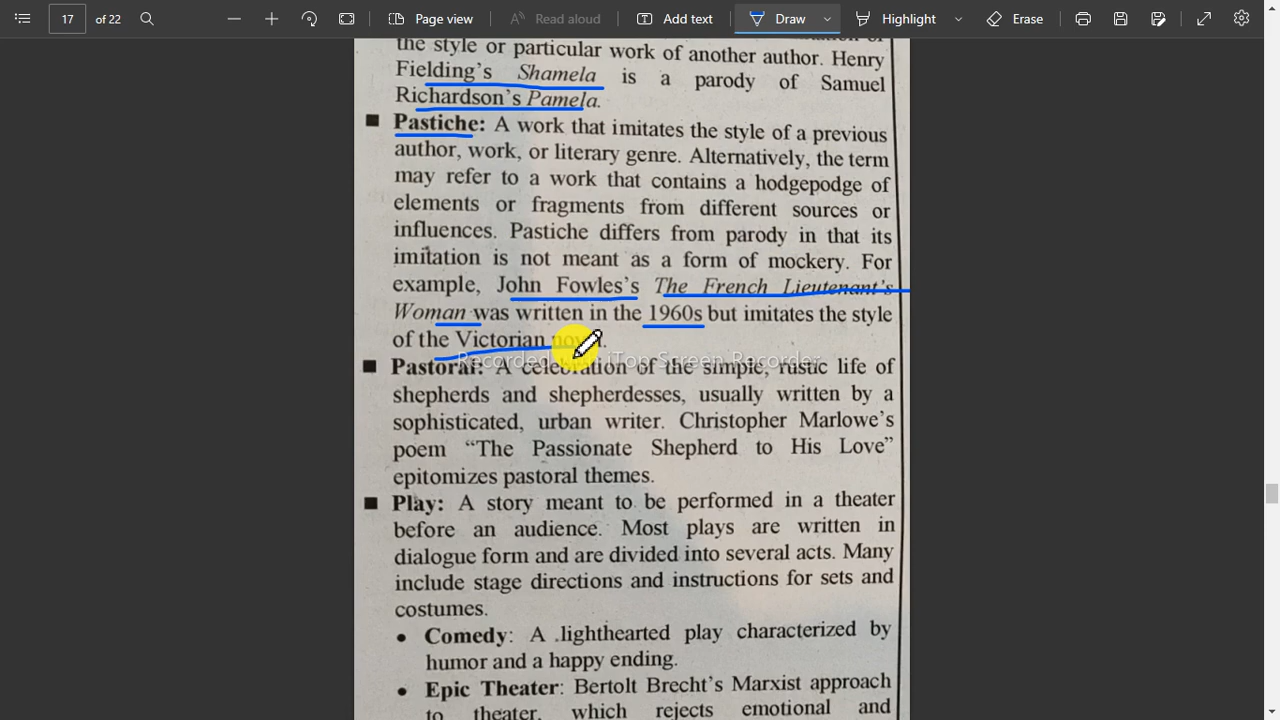 17 of 22 Page view Read aloud Add text Draw Highlight Erase
the style or particular work of another author. Henry
Fielding's Shamela is a parody of Samuel
Richardson's Pamela.
■ Pastiche: A work that imitates the style of a previous
author, work, or literary genre. Alternatively, the term
may refer to a work that contains a hodgepodge of
elements or fragments from different sources or
influences. Pastiche differs from parody in that its
imitation is not meant as a form of mockery. For
example, John Fowles's The French Lieutenant's
Woman was written in the 1960s but imitates the style
of the Victorian
Recorded iTop Screen Recorder
■ Pastoral: A celebration of the simple, rustic life of
shepherds and shepherdesses, usually written by a
sophisticated, urban writer. Christopher Marlowe's
poem “The Passionate Shepherd to His Love”
epitomizes pastoral themes.
■ Play: A story meant to be performed in a theater
before an audience. Most plays are written in
dialogue form and are divided into several acts. Many
include stage directions and instructions for sets and
costumes.
• Comedy: A lighthearted play characterized by
humor and a happy ending.
• Epic Theater: Bertolt Brecht's Marxist approach
to theater, which rejects emotional and